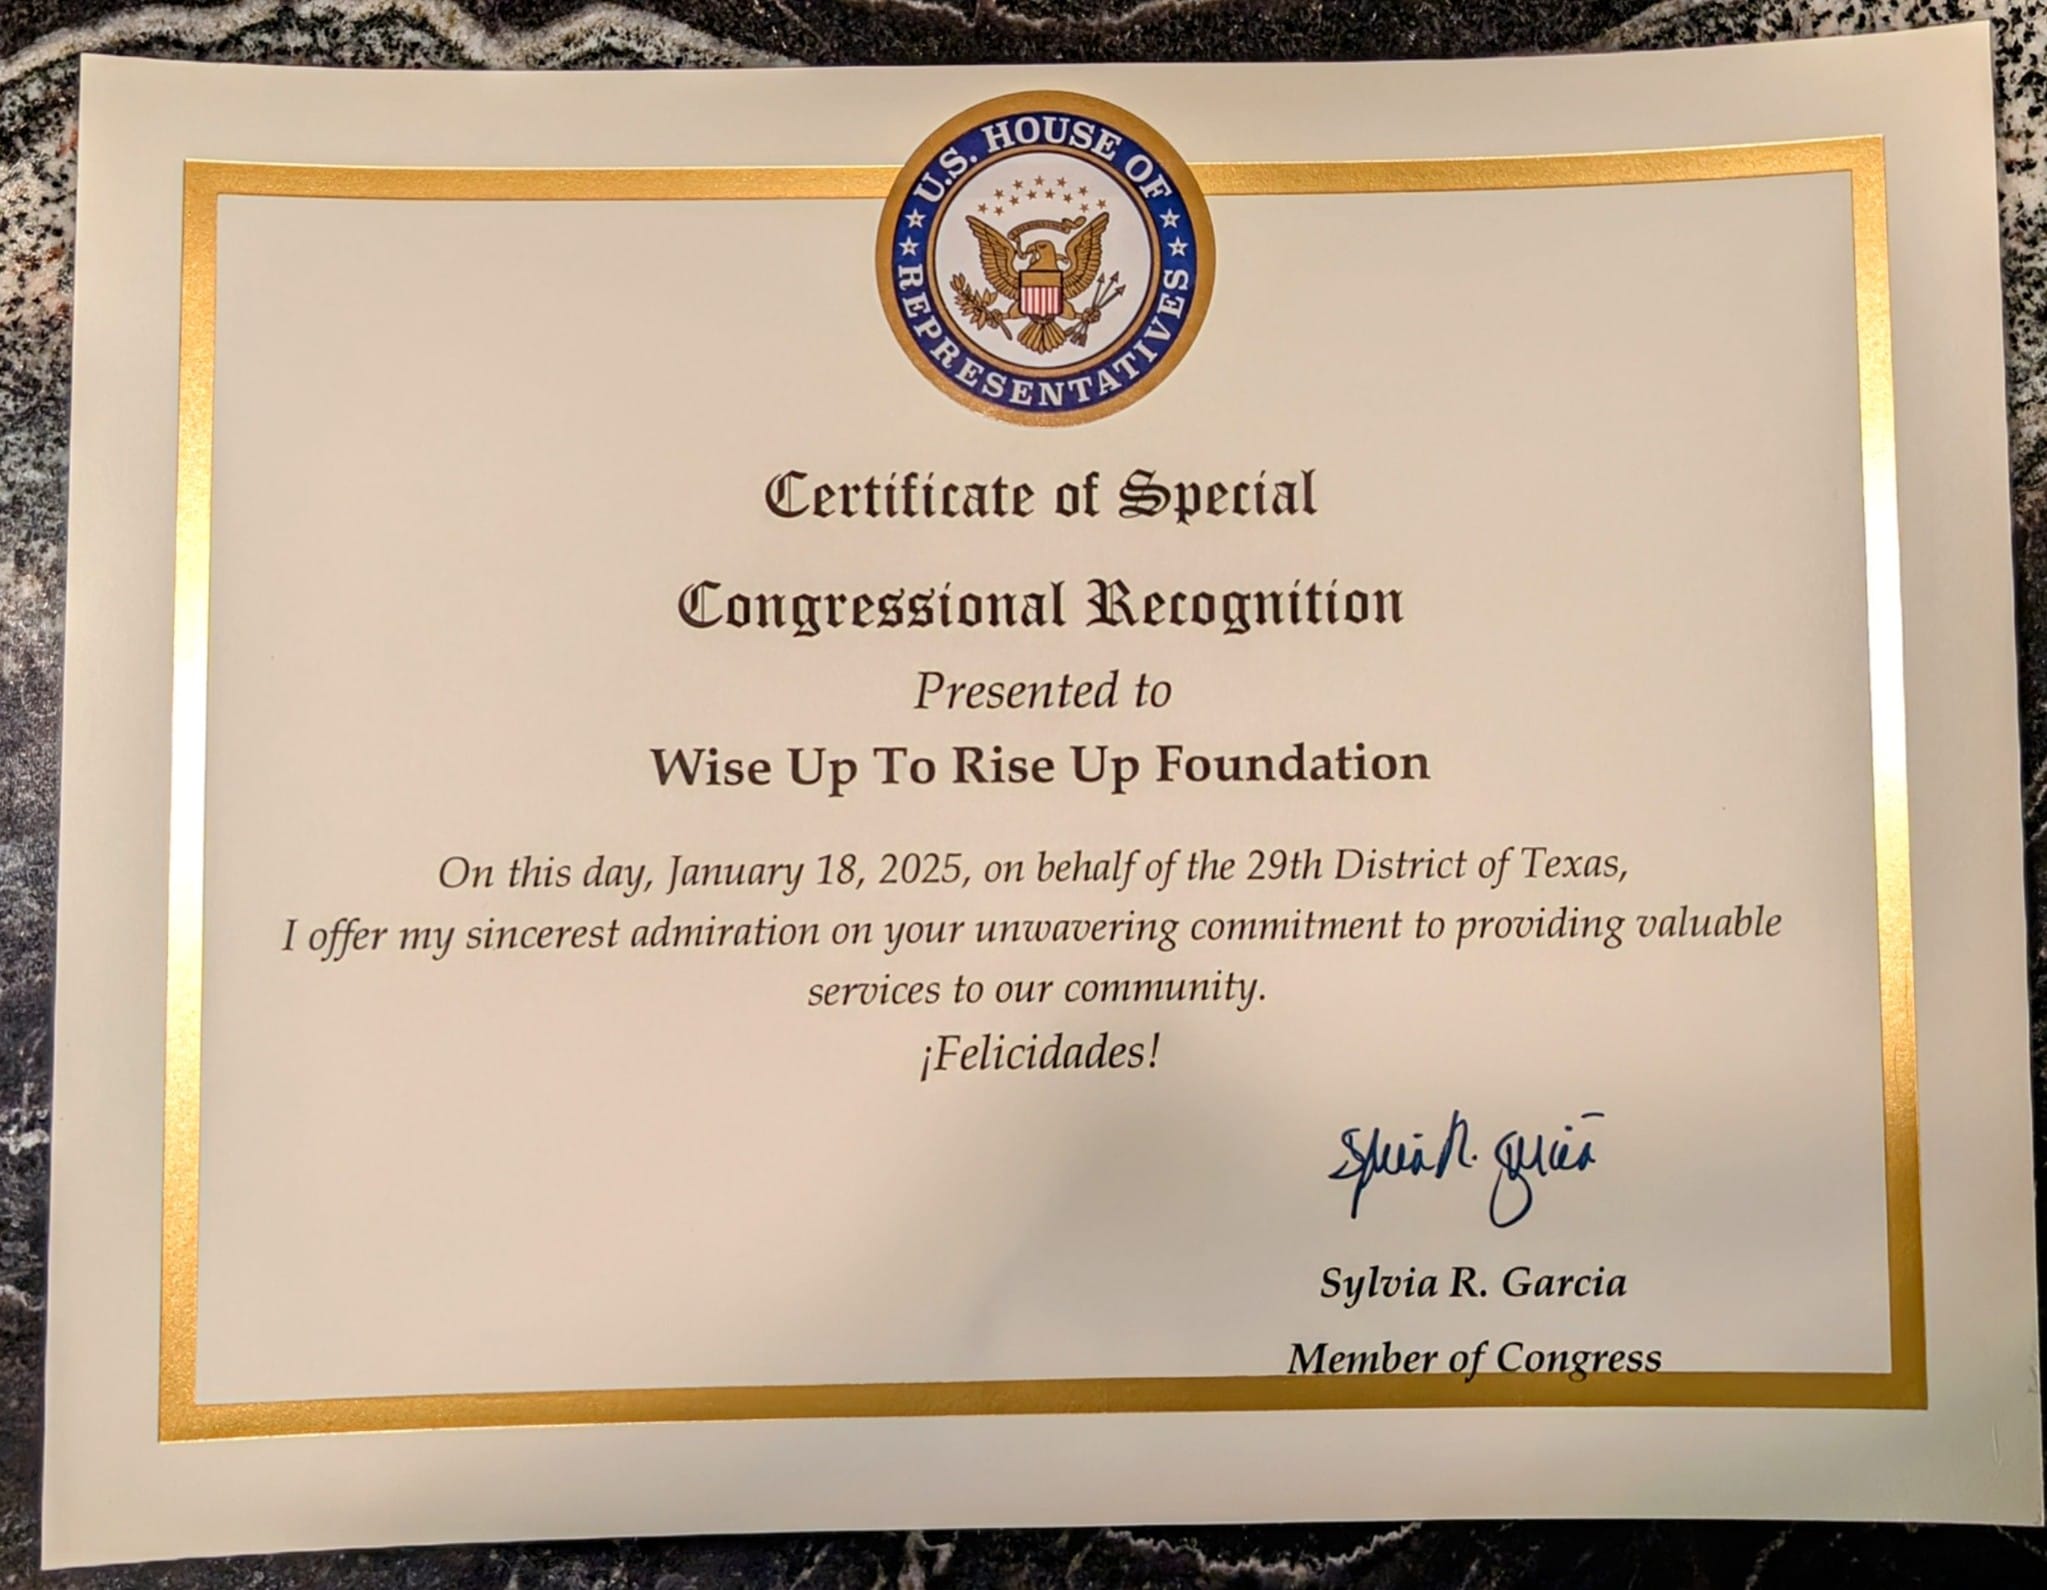 U.S. HOUSE OF
REPRESENTATIVES
Certificate of Special
Congressional Recognition
Presented to
Wise Up To Rise Up Foundation
On this day, January 18, 2025, on behalf of the 29th District of Texas,
I offer my sincerest admiration on your unwavering commitment to providing valuable
services to our community.
¡Felicidades!
Sylvia R. Garcia
Sylvia R. Garcia
Member of Congress